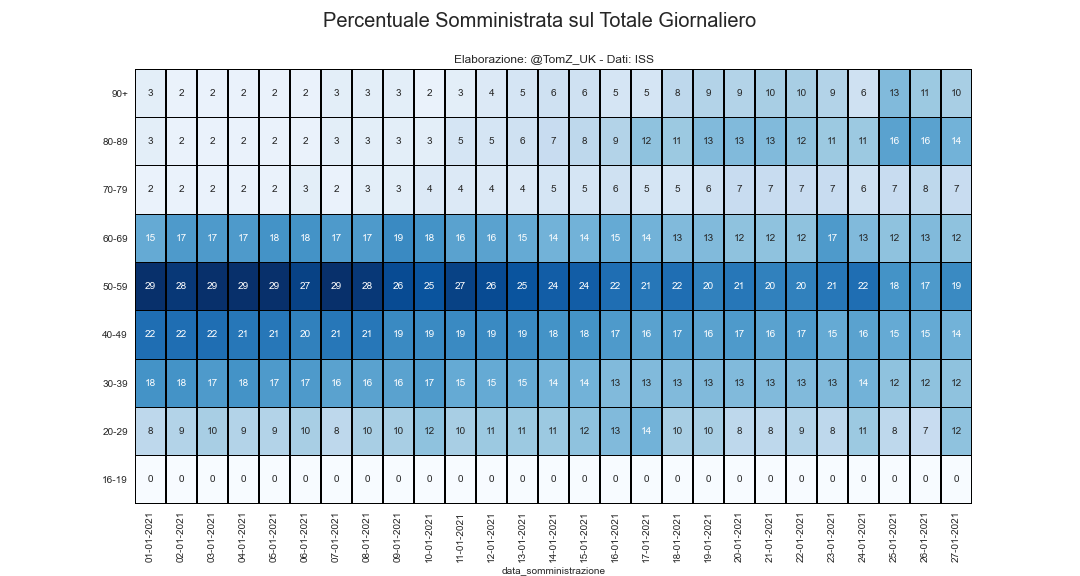 Percentuale Somministrata sul Totale Giornaliero
Elaborazione: @TomZ_UK - Dati: ISS
90+ 3 2 2 2 2 2 3 3 3 2 3 4 5 6 6 5 5 8 9 9 10 10 9 6 13 11 10
80-89 3 2 2 2 2 2 3 3 3 3 5 5 6 7 8 9 12 11 13 13 13 12 11 11 16 16 14
70-79 2 2 2 2 2 3 2 3 3 4 4 4 4 5 5 6 5 5 6 7 7 7 7 6 7 8 7
60-69 15 17 17 17 18 18 17 17 19 18 16 16 15 14 14 15 14 13 13 12 12 12 17 13 12 13 12
50-59 29 28 29 29 29 27 29 28 26 25 27 26 25 24 24 22 21 22 20 21 20 20 21 22 18 17 19
40-49 22 22 22 21 21 20 21 21 19 19 19 19 19 18 18 17 16 17 16 17 16 17 15 16 15 15 14
30-39 18 18 17 18 17 17 16 16 16 17 15 15 15 14 14 13 13 13 13 13 13 13 13 14 12 12 12
20-29 8 9 10 9 9 10 8 10 10 12 10 11 11 11 12 13 14 10 10 8 8 9 8 11 8 7 12
16-19 0 0 0 0 0 0 0 0 0 0 0 0 0 0 0 0 0 0 0 0 0 0 0 0 0 0 0
01-01-2021 02-01-2021 03-01-2021 04-01-2021 05-01-2021 06-01-2021 07-01-2021 08-01-2021 09-01-2021 10-01-2021 11-01-2021 12-01-2021 13-01-2021 14-01-2021 15-01-2021 16-01-2021 17-01-2021 18-01-2021 19-01-2021 20-01-2021 21-01-2021 22-01-2021 23-01-2021 24-01-2021 25-01-2021 26-01-2021 27-01-2021
data_somministrazione